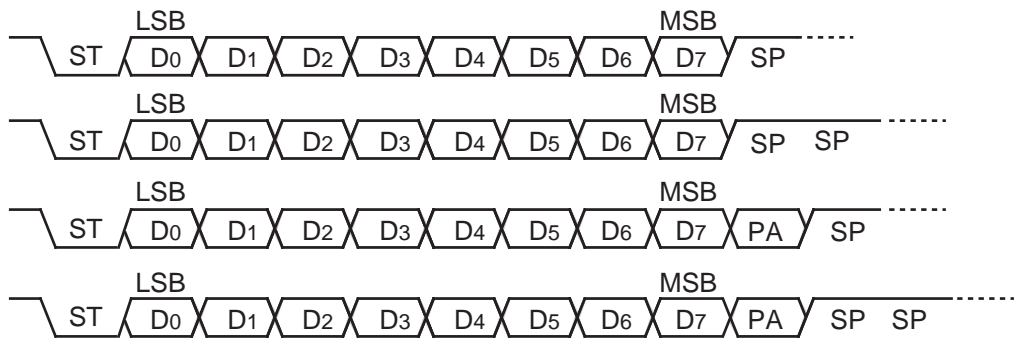 LSB MSB
ST D0 D1 D2 D3 D4 D5 D6 D7 SP
LSB MSB
ST D0 D1 D2 D3 D4 D5 D6 D7 SP SP
LSB MSB
ST D0 D1 D2 D3 D4 D5 D6 D7 PA SP
LSB MSB
ST D0 D1 D2 D3 D4 D5 D6 D7 PA SP SP